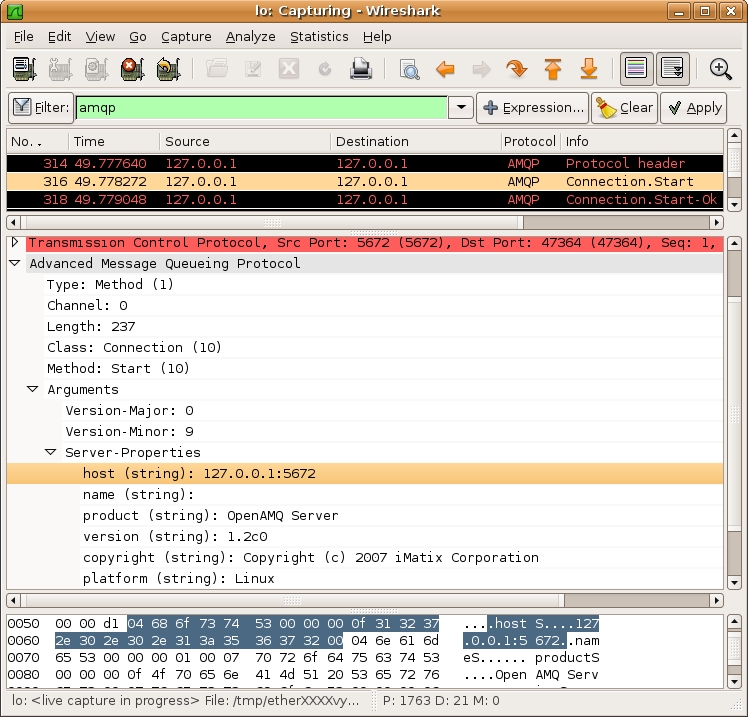 lo: Capturing - Wireshark
File Edit View Go Capture Analyze Statistics Help
Filter: amqp Expression... Clear Apply
No. . Time Source Destination Protocol Info
314 49.777640 127.0.0.1 127.0.0.1 AMQP Protocol header
316 49.778272 127.0.0.1 127.0.0.1 AMQP Connection.Start
318 49.779048 127.0.0.1 127.0.0.1 AMQP Connection.Start-Ok
Transmission Control Protocol, Src Port: 5672 (5672), Dst Port: 47364 (47364), Seq: 1,
Advanced Message Queueing Protocol
Type: Method (1)
Channel: 0
Length: 237
Class: Connection (10)
Method: Start (10)
Arguments
Version-Major: 0
Version-Minor: 9
Server-Properties
host (string): 127.0.0.1:5672
name (string):
product (string): OpenAMQ Server
version (string): 1.2c0
copyright (string): Copyright (c) 2007 iMatix Corporation
platform (string): Linux
0050 00 00 d1 04 68 6f 73 74 53 00 00 00 0f 31 32 37 ....host S....127
0060 2e 30 2e 30 2e 31 3a 35 36 37 32 00 04 6e 61 6d .0.0.1:5 672..nam
0070 65 53 00 00 00 01 00 07 70 72 6f 64 75 63 74 53 eS...... productS
0080 00 00 00 0f 4f 70 65 6e 41 4d 51 20 53 65 72 76 ....Open AMQ Serv
lo: <live capture in progress> File: /tmp/etherXXXXvy... P: 1763 D: 21 M: 0